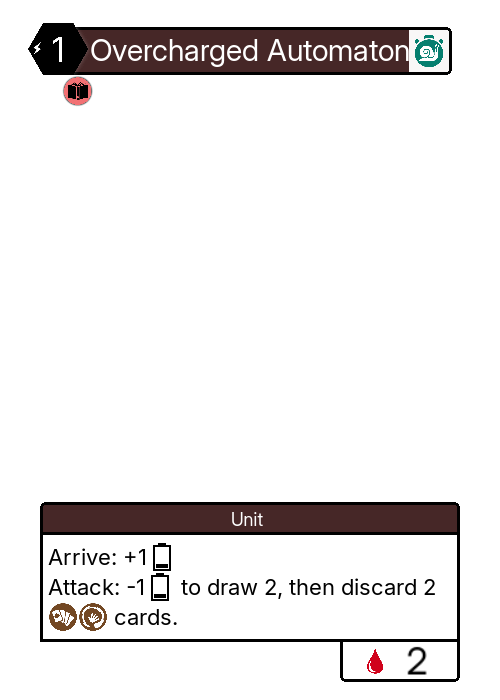 1 Overcharged Automaton
Unit
Arrive: +1
Attack: -1 to draw 2, then discard 2
cards.
2